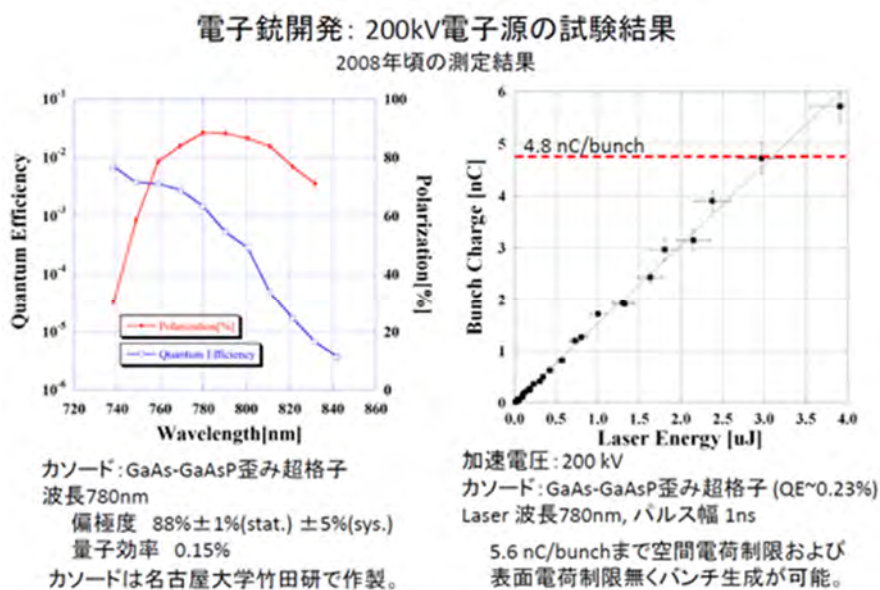 電子銃開発: 200kV電子源の試験結果
2008年頃の測定結果
Quantum Efficiency
10-1
10-2
10-3
10-4
10-5
10-6
100
80
60
40
20
0
Polarization[%]
Polarization[%]
Quantum Efficiency
720 740 760 780 800 820 840 860
Wavelength[nm]
カソード:GaAs-GaAsP歪み超格子
波長780nm
偏極度 88%±1%(stat.) ±5%(sys.)
量子効率 0.15%
カソードは名古屋大学竹田研で作製。
Bunch Charge [nC]
6
5
4
3
2
1
0
4.8 nC/bunch
0.0 0.5 1.0 1.5 2.0 2.5 3.0 3.5 4.0
Laser Energy [uJ]
加速電圧:200 kV
カソード:GaAs-GaAsP歪み超格子 (QE~0.23%)
Laser 波長780nm, パルス幅 1ns
5.6 nC/bunchまで空間電荷制限および
表面電荷制限無くバンチ生成が可能。